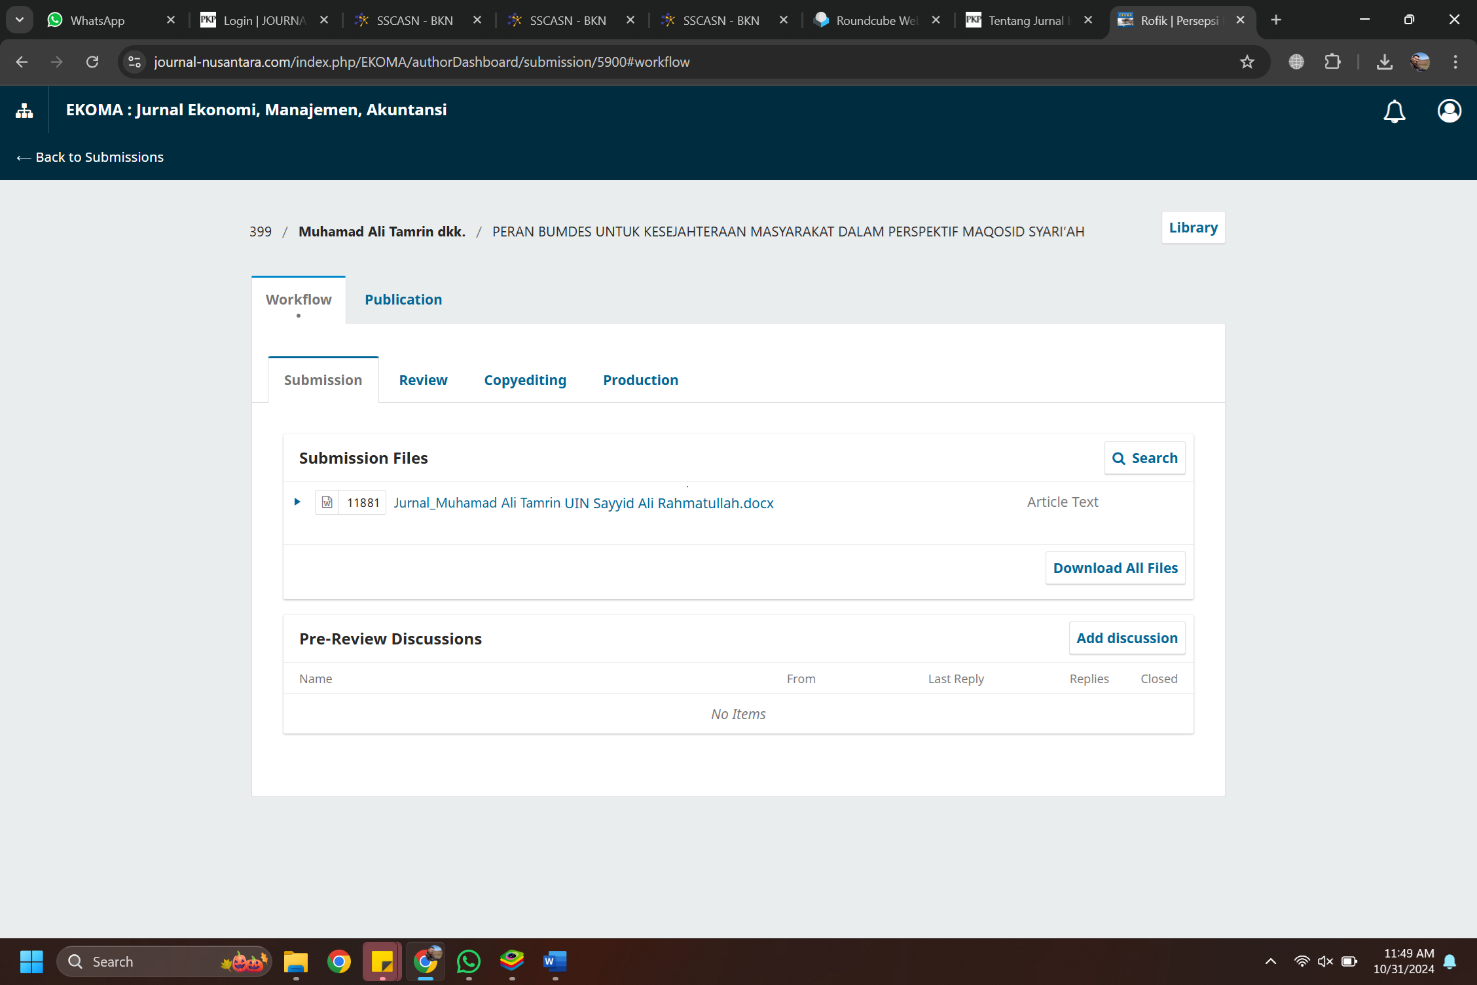 WhatsApp
PKP Login | JOURNA
SSCASN - BKN
SSCASN - BKN
SSCASN - BKN
Roundcube We
PKP Tentang Jurnal
Rofik | Persepsi
journal-nusantara.com/index.php/EKOMA/authorDashboard/submission/5900#workflow
EKOMA : Jurnal Ekonomi, Manajemen, Akuntansi
← Back to Submissions
399 / Muhamad Ali Tamrin dkk. / PERAN BUMDES UNTUK KESEJAHTERAAN MASYARAKAT DALAM PERSPEKTIF MAQOSID SYARI'AH
Library
Workflow Publication
Submission Review Copyediting Production
Submission Files
Search
11881 Jurnal_Muhamad Ali Tamrin UIN Sayyid Ali Rahmatullah.docx Article Text
Download All Files
Pre-Review Discussions
Add discussion
Name From Last Reply Replies Closed
No Items
Search
11:49 AM
10/31/2024